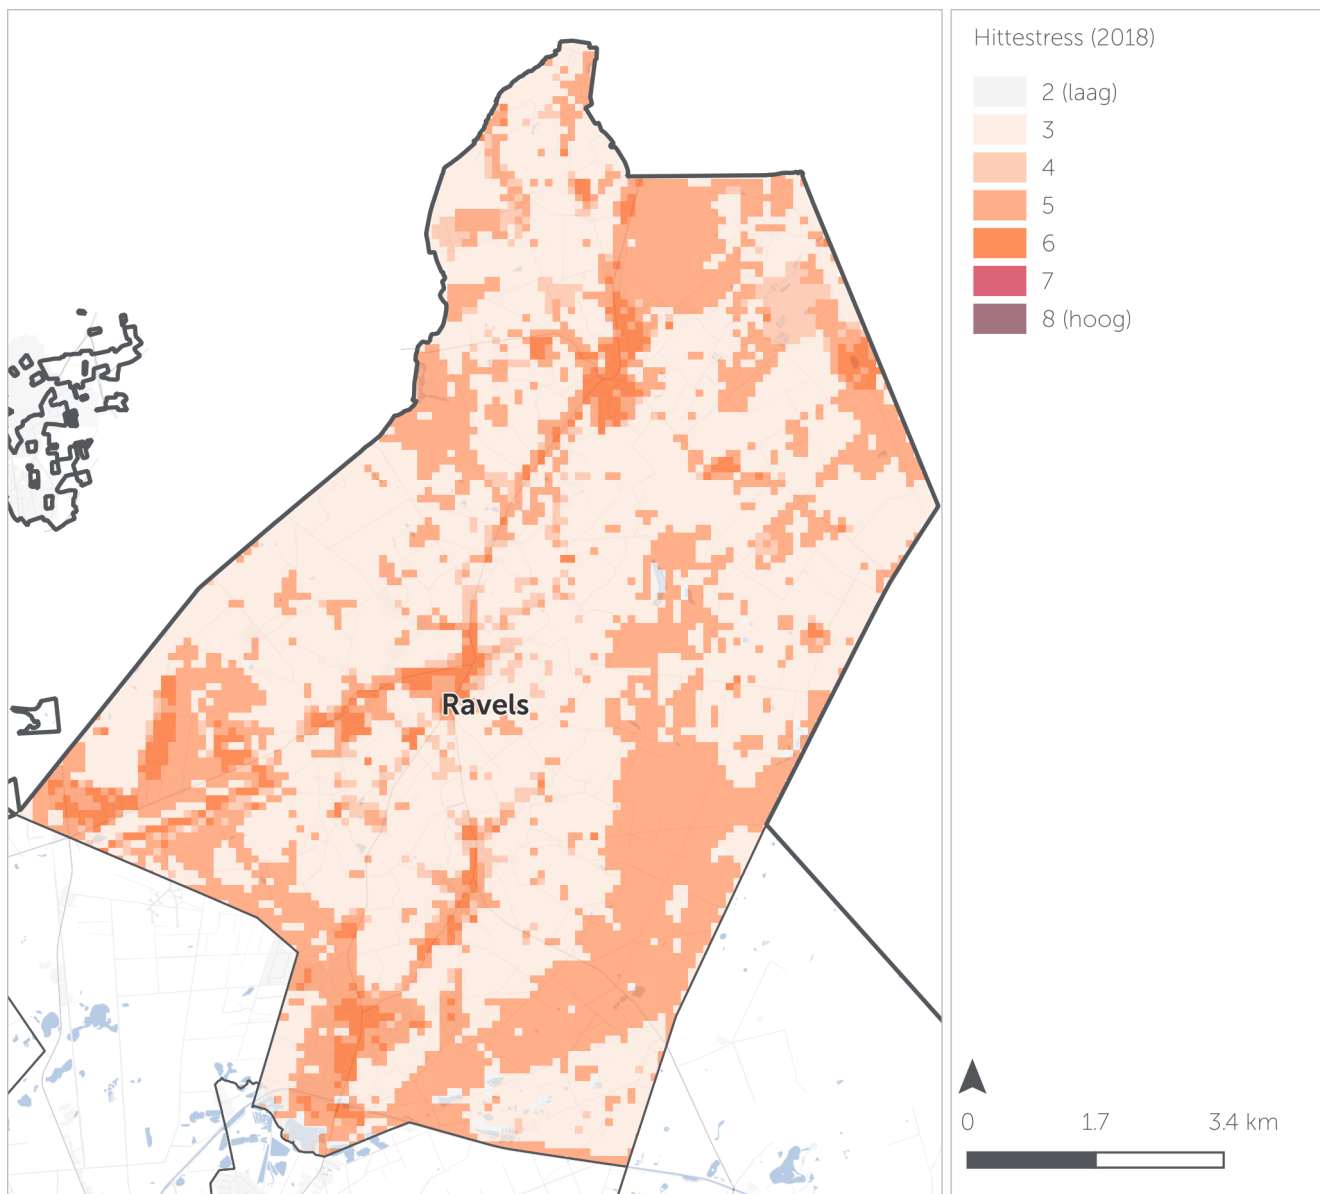 Hittestress (2018)
2 (laag)
3
4
5
6
7
8 (hoog)
Ravels
0 1.7 3.4 km